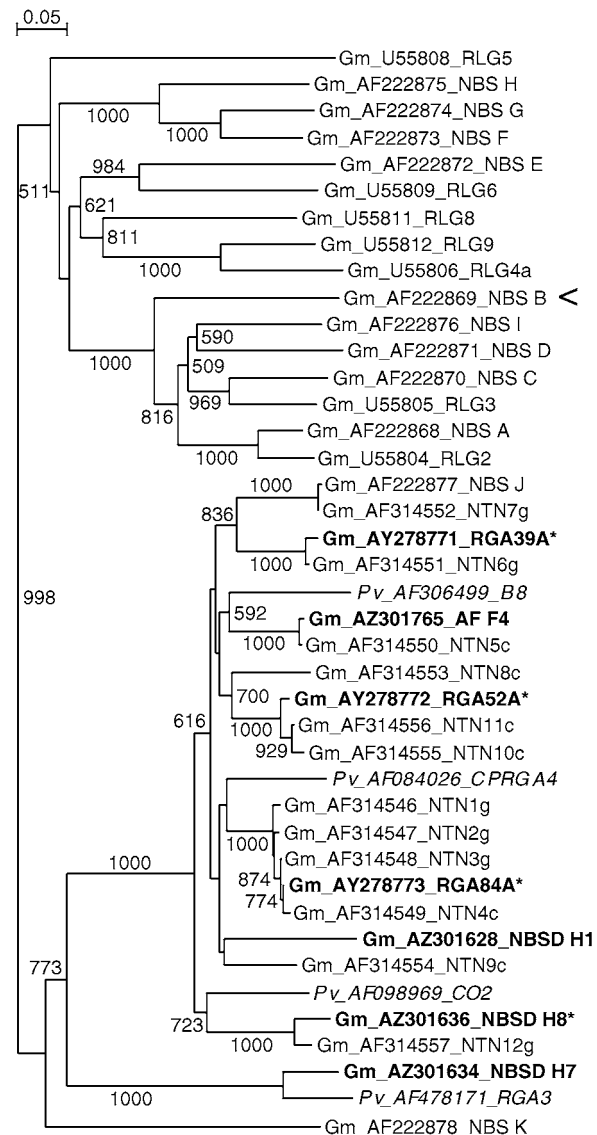 0.05
Gm_U55808_RLG5
Gm_AF222875_NBS H
1000
Gm_AF222874_NBS G
1000
Gm_AF222873_NBS F
984
Gm_AF222872_NBS E
511
Gm_U55809_RLG6
621
Gm_U55811_RLG8
811
Gm_U55812_RLG9
1000
Gm_U55806_RLG4a
Gm_AF222869_NBS B <
Gm_AF222876_NBS I
590
1000
Gm_AF222871_NBS D
509
Gm_AF222870_NBS C
969
Gm_U55805_RLG3
816
Gm_AF222868_NBS A
1000
Gm_U55804_RLG2
1000
Gm_AF222877_NBS J
836
Gm_AF314552_NTN7g
Gm_AY278771_RGA39A*
1000
Gm_AF314551_NTN6g
998
Pv_AF306499_B8
592
Gm_AZ301765_AF F4
1000
Gm_AF314550_NTN5c
Gm_AF314553_NTN8c
700
Gm_AY278772_RGA52A*
616
1000
Gm_AF314556_NTN11c
929
Gm_AF314555_NTN10c
Pv_AF084026_CPRGA4
Gm_AF314546_NTN1g
Gm_AF314547_NTN2g
1000
Gm_AF314548_NTN3g
1000
874
Gm_AY278773_RGA84A*
774
Gm_AF314549_NTN4c
Gm_AZ301628_NBSD H1
773
Gm_AF314554_NTN9c
Pv_AF098969_CO2
723
Gm_AZ301636_NBSD H8*
1000
Gm_AF314557_NTN12g
Gm_AZ301634_NBSD H7
1000
Pv_AF478171_RGA3
Gm_AF222878_NBS K